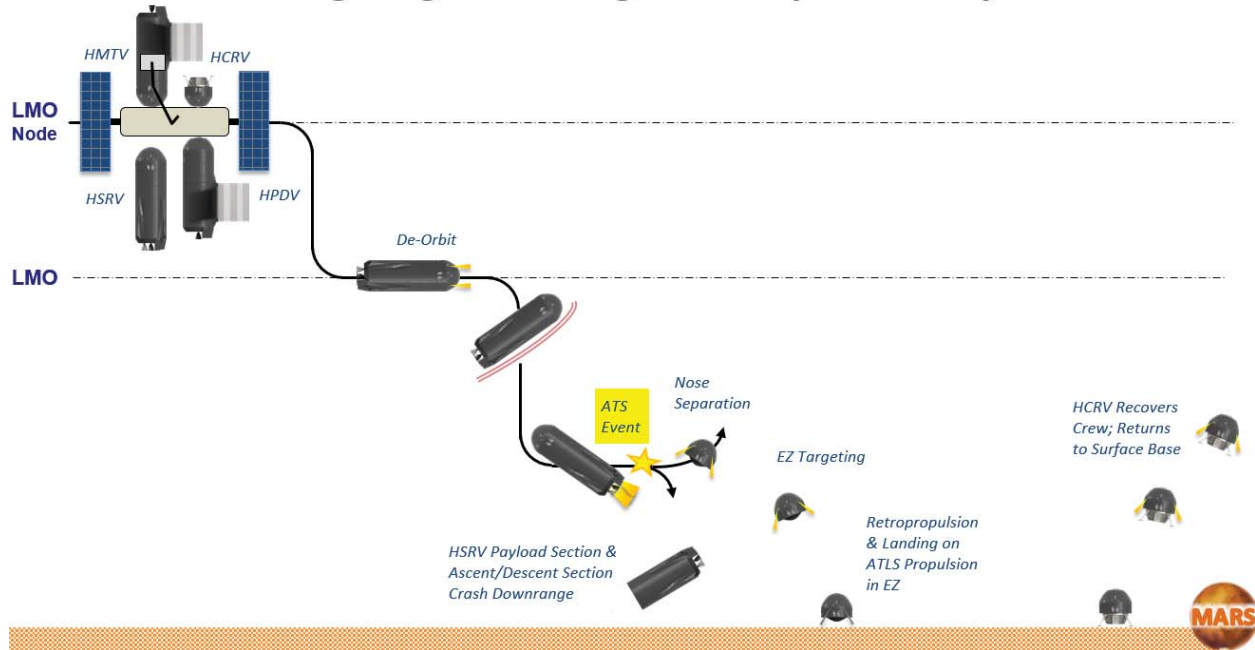 HMTV
HCRV
LMO
Node
HSRV
HPDV
De-Orbit
LMO
ATS
Event
Nose
Separation
HCRV Recovers
Crew; Returns
to Surface Base
EZ Targeting
Retropropulsion
& Landing on
ATLS Propulsion
in EZ
HSRV Payload Section &
Ascent/Descent Section
Crash Downrange
MARS